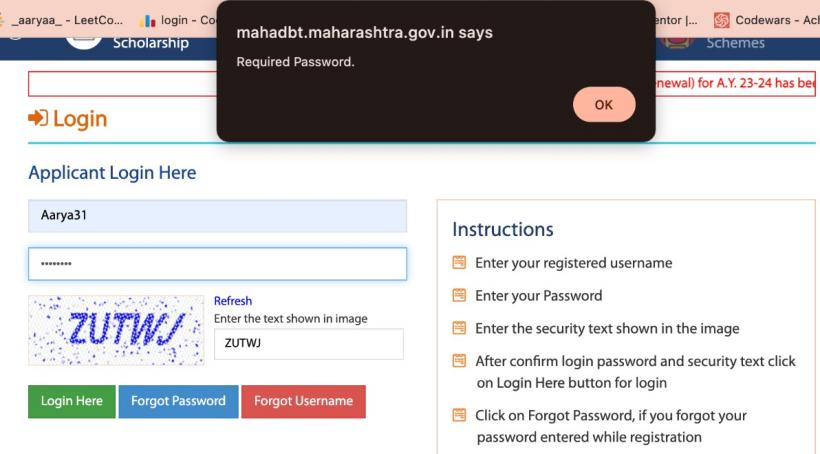 _aaryaa_ - LeetCo...
login - Co
entor |...
Codewars - Ach
mahadbt.maharashtra.gov.in says
Required Password.
OK
Scholarship
Schemes
newal) for A.Y. 23-24 has bee
Login
Applicant Login Here
Aarya31
••••••••
ZUTWJ
Refresh
Enter the text shown in image
ZUTWJ
Login Here
Forgot Password
Forgot Username
Instructions
Enter your registered username
Enter your Password
Enter the security text shown in the image
After confirm login password and security text click
on Login Here button for login
Click on Forgot Password, if you forgot your
password entered while registration